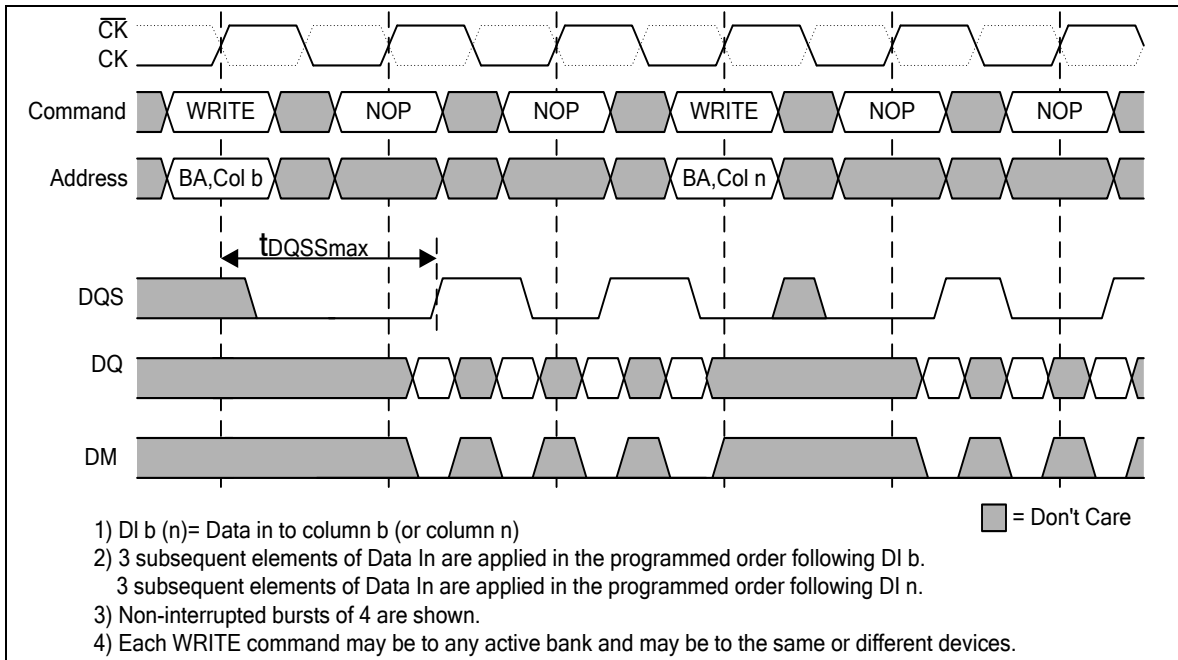 CK
CK
Command WRITE NOP NOP WRITE NOP NOP
Address BA,Col b BA,Col n
tDQSSmax
DQS
DQ
DM
= Don't Care
1) DI b (n)= Data in to column b (or column n)
2) 3 subsequent elements of Data In are applied in the programmed order following DI b.
3 subsequent elements of Data In are applied in the programmed order following DI n.
3) Non-interrupted bursts of 4 are shown.
4) Each WRITE command may be to any active bank and may be to the same or different devices.